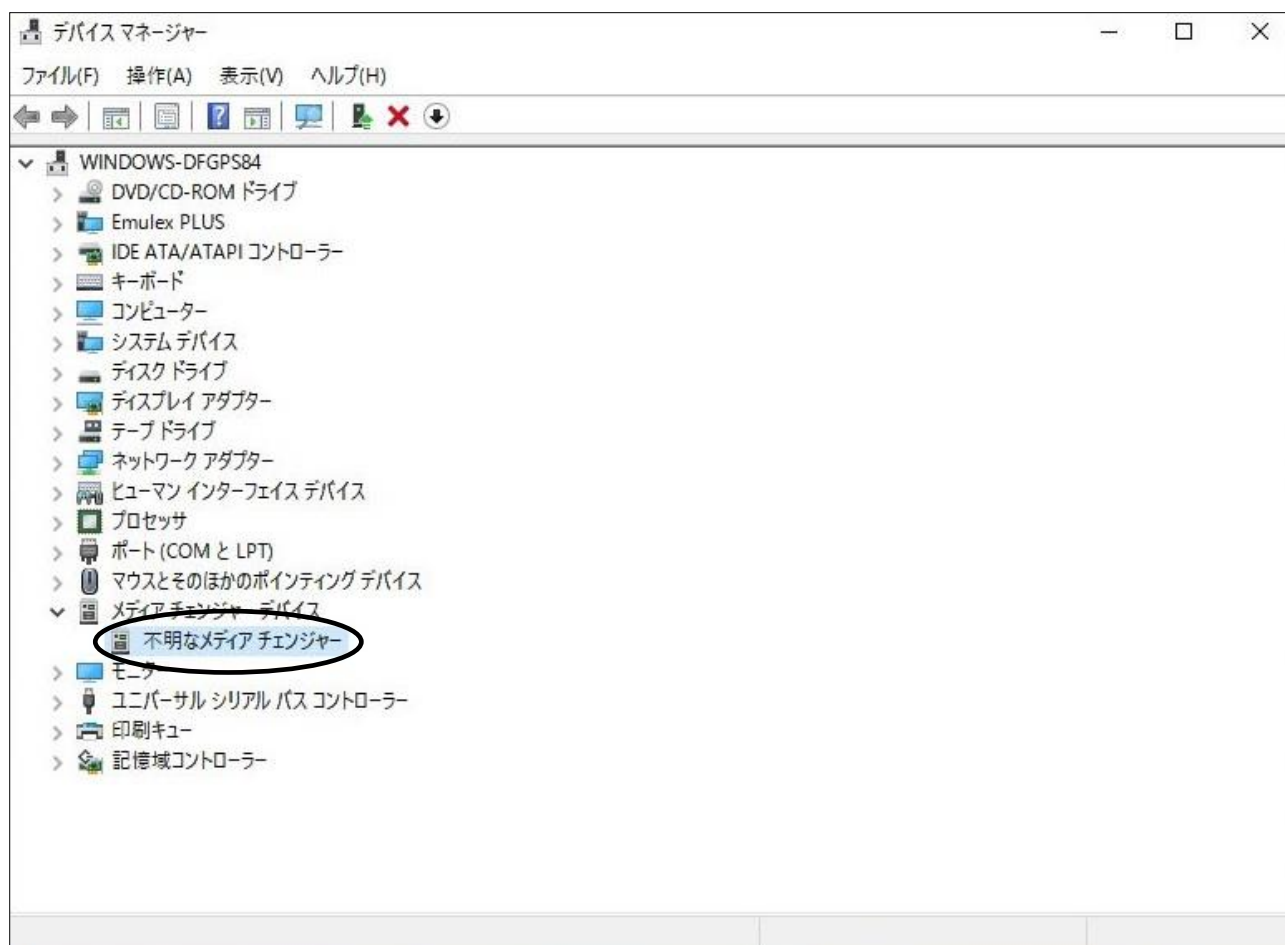 デバイス マネージャー
ファイル(F) 操作(A) 表示(V) ヘルプ(H)
WINDOWS-DFGPS84
DVD/CD-ROM ドライブ
Emulex PLUS
IDE ATA/ATAPI コントローラー
キーボード
コンピューター
システム デバイス
ディスク ドライブ
ディスプレイ アダプター
テープ ドライブ
ネットワーク アダプター
ヒューマン インターフェイス デバイス
プロセッサ
ポート (COM と LPT)
マウスとそのほかのポインティング デバイス
メディア チェンジャー デバイス
不明なメディア チェンジャー
モニター
ユニバーサル シリアル バス コントローラー
印刷キュー
記憶域コントローラー